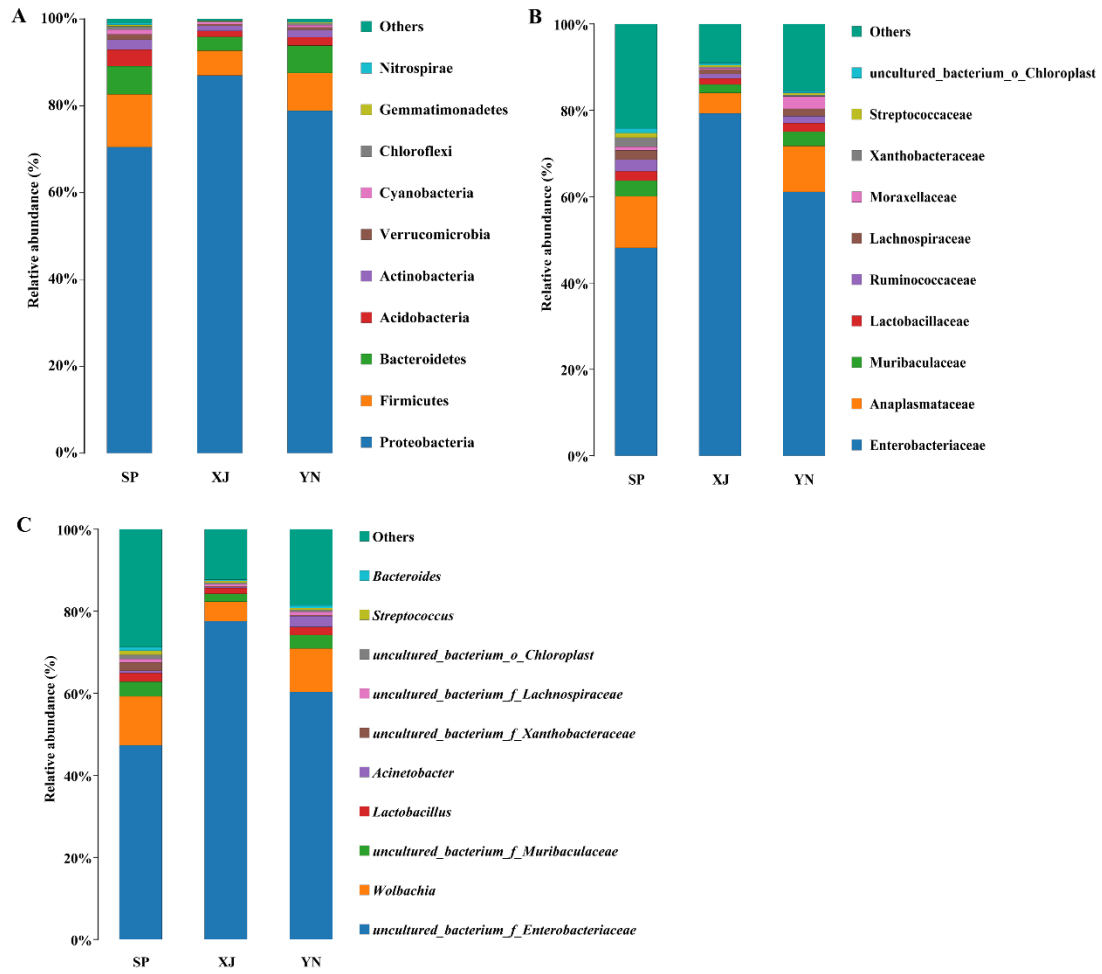 A
Relative abundance (%)
100%
80%
60%
40%
20%
0%
SP
XJ
YN
Others
Nitrospirae
Gemmatimonadetes
Chloroflexi
Cyanobacteria
Verrucomicrobia
Actinobacteria
Acidobacteria
Bacteroidetes
Firmicutes
Proteobacteria
B
Relative abundance (%)
100%
80%
60%
40%
20%
0%
SP
XJ
YN
Others
uncultured_bacterium_o_Chloroplast
Streptococcaceae
Xanthobacteraceae
Moraxellaceae
Lachnospiraceae
Ruminococcaceae
Lactobacillaceae
Muribaculaceae
Anaplasmataceae
Enterobacteriaceae
C
Relative abundance (%)
100%
80%
60%
40%
20%
0%
SP
XJ
YN
Others
Bacteroides
Streptococcus
uncultured_bacterium_o_Chloroplast
uncultured_bacterium_f_Lachnospiraceae
uncultured_bacterium_f_Xanthobacteraceae
Acinetobacter
Lactobacillus
uncultured_bacterium_f_Muribaculaceae
Wolbachia
uncultured_bacterium_f_Enterobacteriaceae